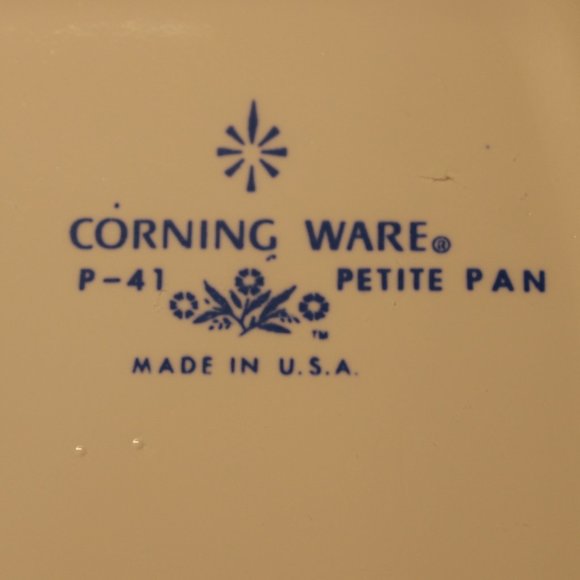 CORNING WARE®
P-41 PETITE PAN
TM
MADE IN U.S.A.